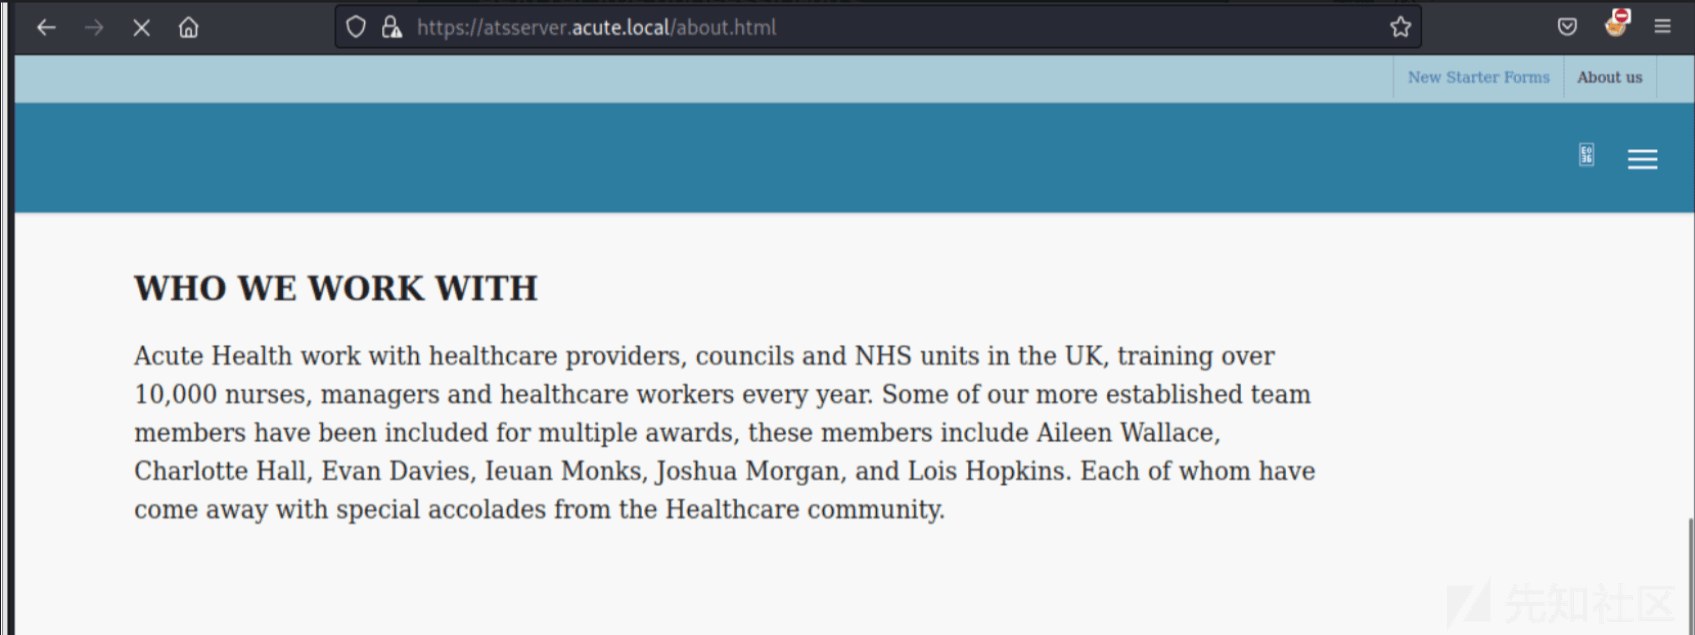 https://atsserver.acute.local/about.html
New Starter Forms
About us
WHO WE WORK WITH
Acute Health work with healthcare providers, councils and NHS units in the UK, training over
10,000 nurses, managers and healthcare workers every year. Some of our more established team
members have been included for multiple awards, these members include Aileen Wallace,
Charlotte Hall, Evan Davies, Ieuan Monks, Joshua Morgan, and Lois Hopkins. Each of whom have
come away with special accolades from the Healthcare community.
先知社区